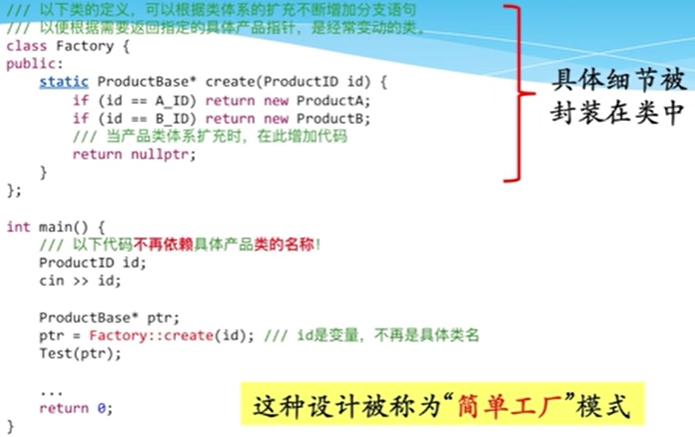 /// 以下类的定义，可以根据类体系的扩充不断增加分支语句
/// 以便根据需要返回指定的具体产品指针，是经常变动的类。
class Factory {
public:
    static ProductBase* create(ProductID id) {
        if (id == A_ID) return new ProductA;
        if (id == B_ID) return new ProductB;
        /// 当产品类体系扩充时，在此增加代码
        return nullptr;
    }
};
具体细节被
封装在类中
int main() {
    /// 以下代码不再依赖具体产品类的名称！
    ProductID id;
    cin >> id;
    ProductBase* ptr;
    ptr = Factory::create(id); /// id是变量，不再是具体类名
    Test(ptr);
    ...
    return 0;
}
这种设计被称为“简单工厂”模式